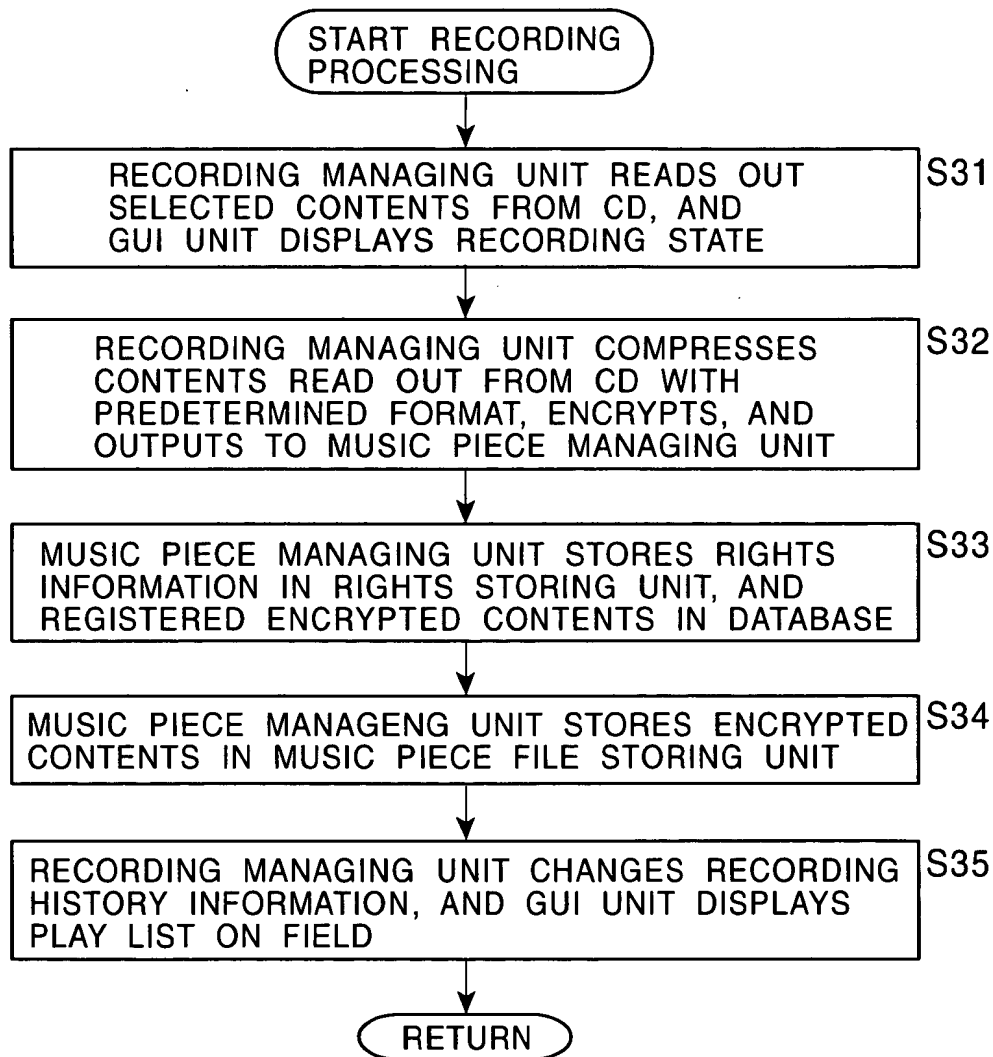 START RECORDING
PROCESSING
RECORDING MANAGING UNIT READS OUT
SELECTED CONTENTS FROM CD, AND
GUI UNIT DISPLAYS RECORDING STATE
S31
RECORDING MANAGING UNIT COMPRESSES
CONTENTS READ OUT FROM CD WITH
PREDETERMINED FORMAT, ENCRYPTS, AND
OUTPUTS TO MUSIC PIECE MANAGING UNIT
S32
MUSIC PIECE MANAGING UNIT STORES RIGHTS
INFORMATION IN RIGHTS STORING UNIT, AND
REGISTERED ENCRYPTED CONTENTS IN DATABASE
S33
MUSIC PIECE MANAGENG UNIT STORES ENCRYPTED
CONTENTS IN MUSIC PIECE FILE STORING UNIT
S34
RECORDING MANAGING UNIT CHANGES RECORDING
HISTORY INFORMATION, AND GUI UNIT DISPLAYS
PLAY LIST ON FIELD
S35
RETURN